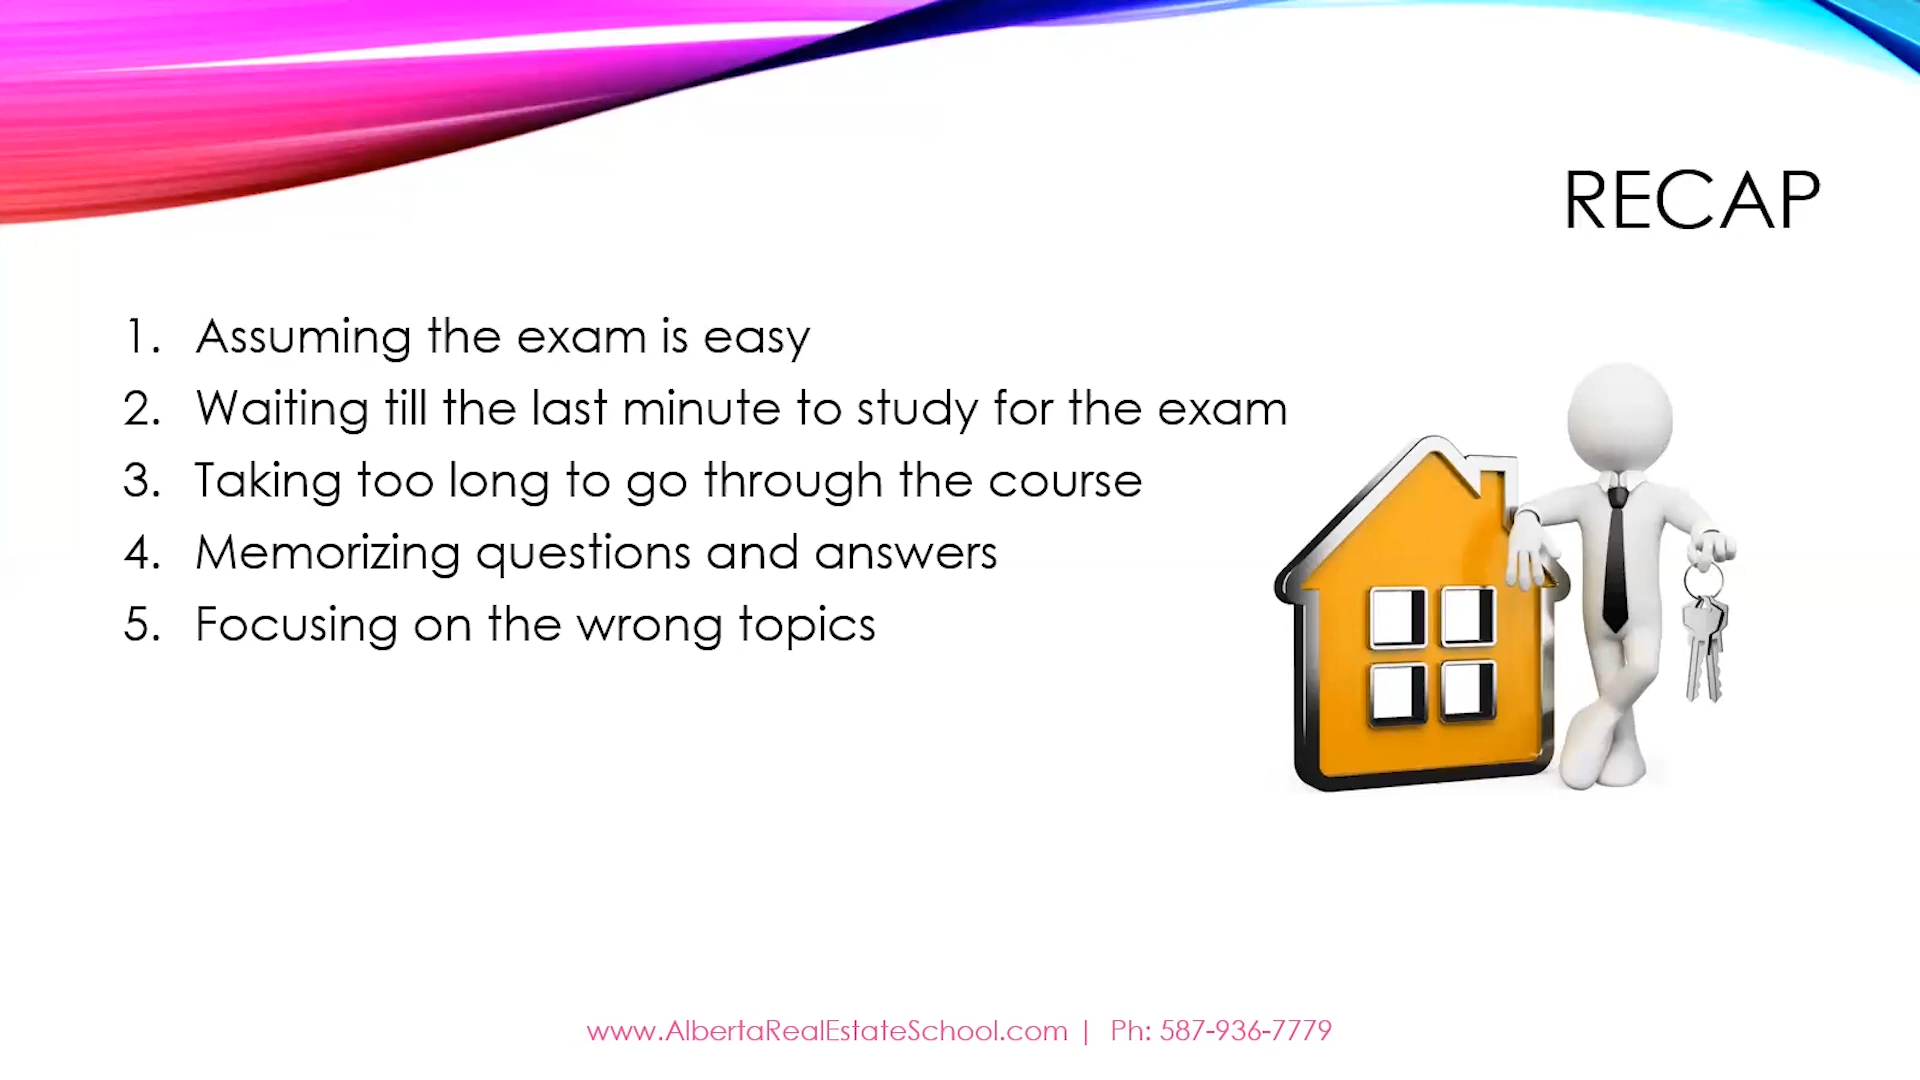 RECAP
1. Assuming the exam is easy
2. Waiting till the last minute to study for the exam
3. Taking too long to go through the course
4. Memorizing questions and answers
5. Focusing on the wrong topics
www.AlbertaRealEstateSchool.com | Ph: 587-936-7779